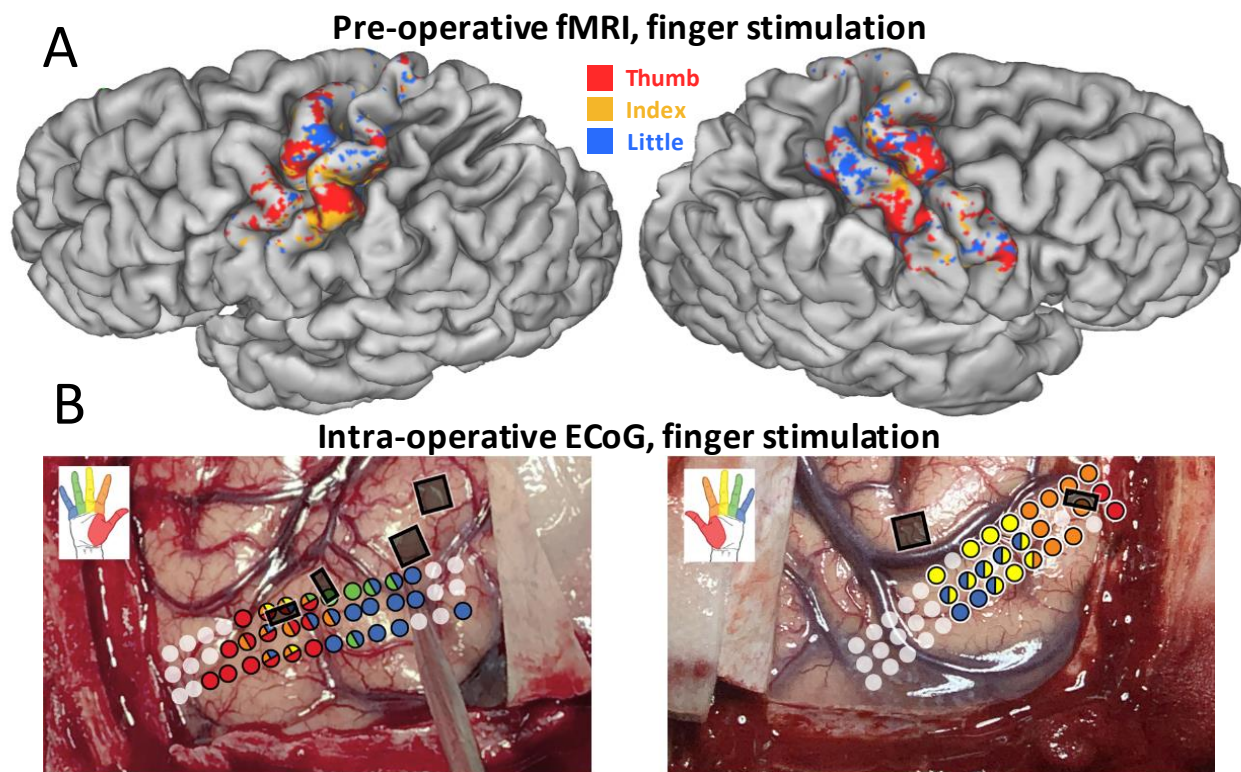 A
Pre-operative fMRI, finger stimulation
Thumb
Index
Little
B
Intra-operative ECoG, finger stimulation